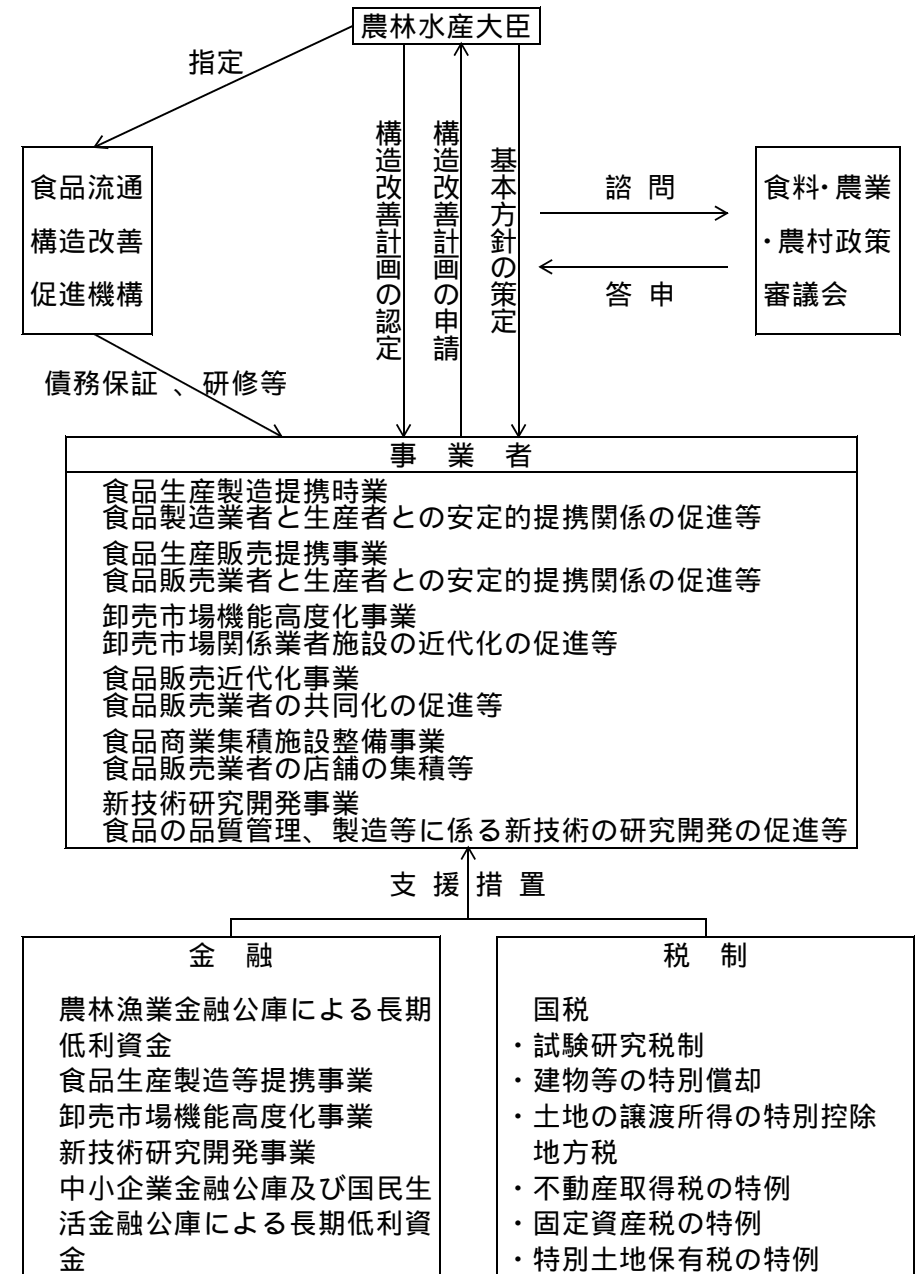 農林水産大臣
指定
構造改善計画の認定
構造改善計画の申請
基本方針の策定
諮 問
答 申
食品流通
構造改善
促進機構
食料・農業
・農村政策
審議会
債務保証 、研修等
事 業 者
食品生産製造提携時業
食品製造業者と生産者との安定的提携関係の促進等
食品生産販売提携事業
食品販売業者と生産者との安定的提携関係の促進等
卸売市場機能高度化事業
卸売市場関係業者施設の近代化の促進等
食品販売近代化事業
食品販売業者の共同化の促進等
食品商業集積施設整備事業
食品販売業者の店舗の集積等
新技術研究開発事業
食品の品質管理、製造等に係る新技術の研究開発の促進等
支 援 措 置
金 融
農林漁業金融公庫による長期
低利資金
食品生産製造等提携事業
卸売市場機能高度化事業
新技術研究開発事業
中小企業金融公庫及び国民生
活金融公庫による長期低利資
金
税 制
国税
・試験研究税制
・建物等の特別償却
・土地の譲渡所得の特別控除
地方税
・不動産取得税の特例
・固定資産税の特例
・特別土地保有税の特例